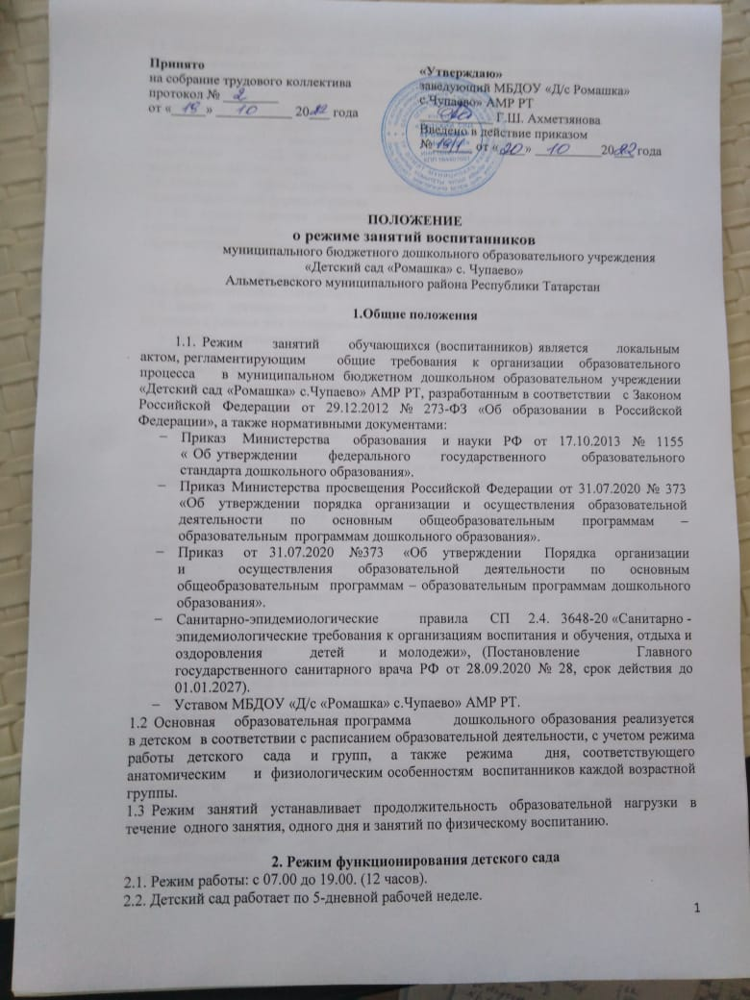 Принято
на собрание трудового коллектива
протокол № 2
от « 19 » 10 2022 года
«Утверждаю»
заведующий МБДОУ «Д/с Ромашка»
с.Чупаево» АМР РТ
Г.Ш. Ахметзянова
Введено в действие приказом
№ от « 20 » 10 2022 года
ПОЛОЖЕНИЕ
о режиме занятий воспитанников
муниципального бюджетного дошкольного образовательного учреждения
«Детский сад «Ромашка» с. Чупаево»
Альметьевского муниципального района Республики Татарстан
1.Общие положения
1.1. Режим занятий обучающихся (воспитанников) является локальным
актом, регламентирующим общие требования к организации образовательного
процесса в муниципальном бюджетном дошкольном образовательном учреждении
«Детский сад «Ромашка» с.Чупаево» АМР РТ, разработанным в соответствии с Законом
Российской Федерации от 29.12.2012 № 273-ФЗ «Об образовании в Российской
Федерации», а также нормативными документами:
− Приказ Министерства образования и науки РФ от 17.10.2013 № 1155
« Об утверждении федерального государственного образовательного
стандарта дошкольного образования».
− Приказ Министерства просвещения Российской Федерации от 31.07.2020 № 373
«Об утверждении порядка организации и осуществления образовательной
деятельности по основным общеобразовательным программам –
образовательным программам дошкольного образования».
− Приказ от 31.07.2020 №373 «Об утверждении Порядка организации
и осуществления образовательной деятельности по основным
общеобразовательным программам – образовательным программам дошкольного
образования».
− Санитарно-эпидемиологические правила СП 2.4. 3648-20 «Санитарно -
эпидемиологические требования к организациям воспитания и обучения, отдыха и
оздоровления детей и молодежи», (Постановление Главного
государственного санитарного врача РФ от 28.09.2020 № 28, срок действия до
01.01.2027).
− Уставом МБДОУ «Д/с «Ромашка» с.Чупаево» АМР РТ.
1.2 Основная образовательная программа дошкольного образования реализуется
в детском в соответствии с расписанием образовательной деятельности, с учетом режима
работы детского сада и групп, а также режима дня, соответствующего
анатомическим и физиологическим особенностям воспитанников каждой возрастной
группы.
1.3 Режим занятий устанавливает продолжительность образовательной нагрузки в
течение одного занятия, одного дня и занятий по физическому воспитанию.
2. Режим функционирования детского сада
2.1. Режим работы: с 07.00 до 19.00. (12 часов).
2.2. Детский сад работает по 5-дневной рабочей неделе.
1